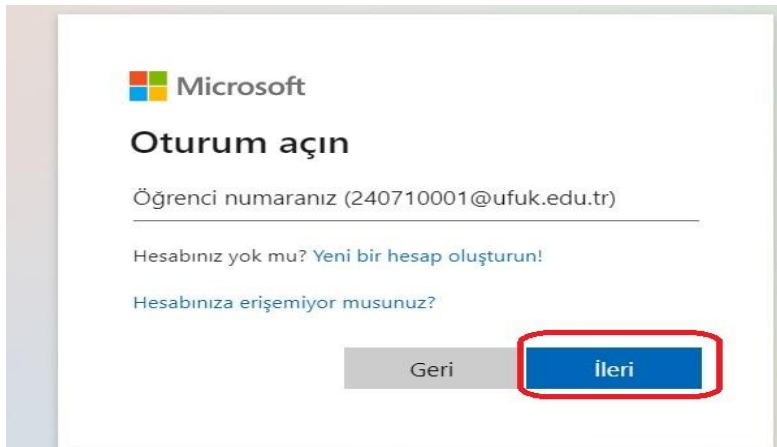 Microsoft
Oturum açın
Öğrenci numaranız (240710001@ufuk.edu.tr)
Hesabınız yok mu? Yeni bir hesap oluşturun!
Hesabınıza erişemiyor musunuz?
Geri İleri